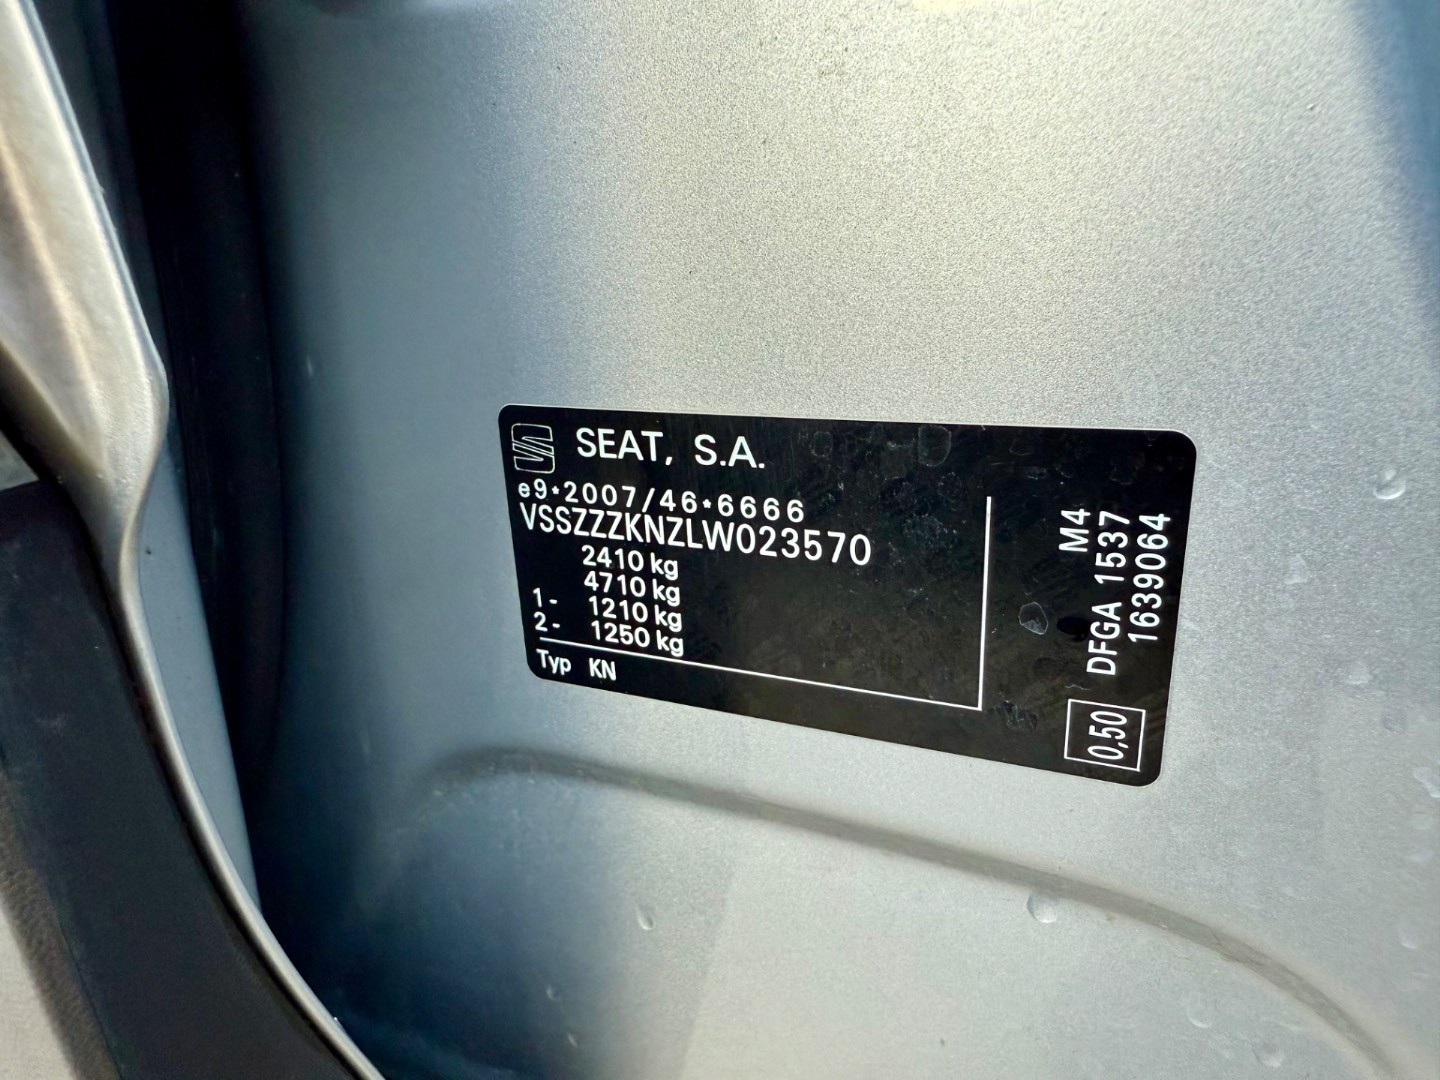 SEAT, S.A.
e9*2007/46*6666
VSSZZZKNZLW023570
2410 kg
4710 kg
1- 1210 kg
2- 1250 kg
Typ KN
M4
DFGA 1537
1639064
0,50